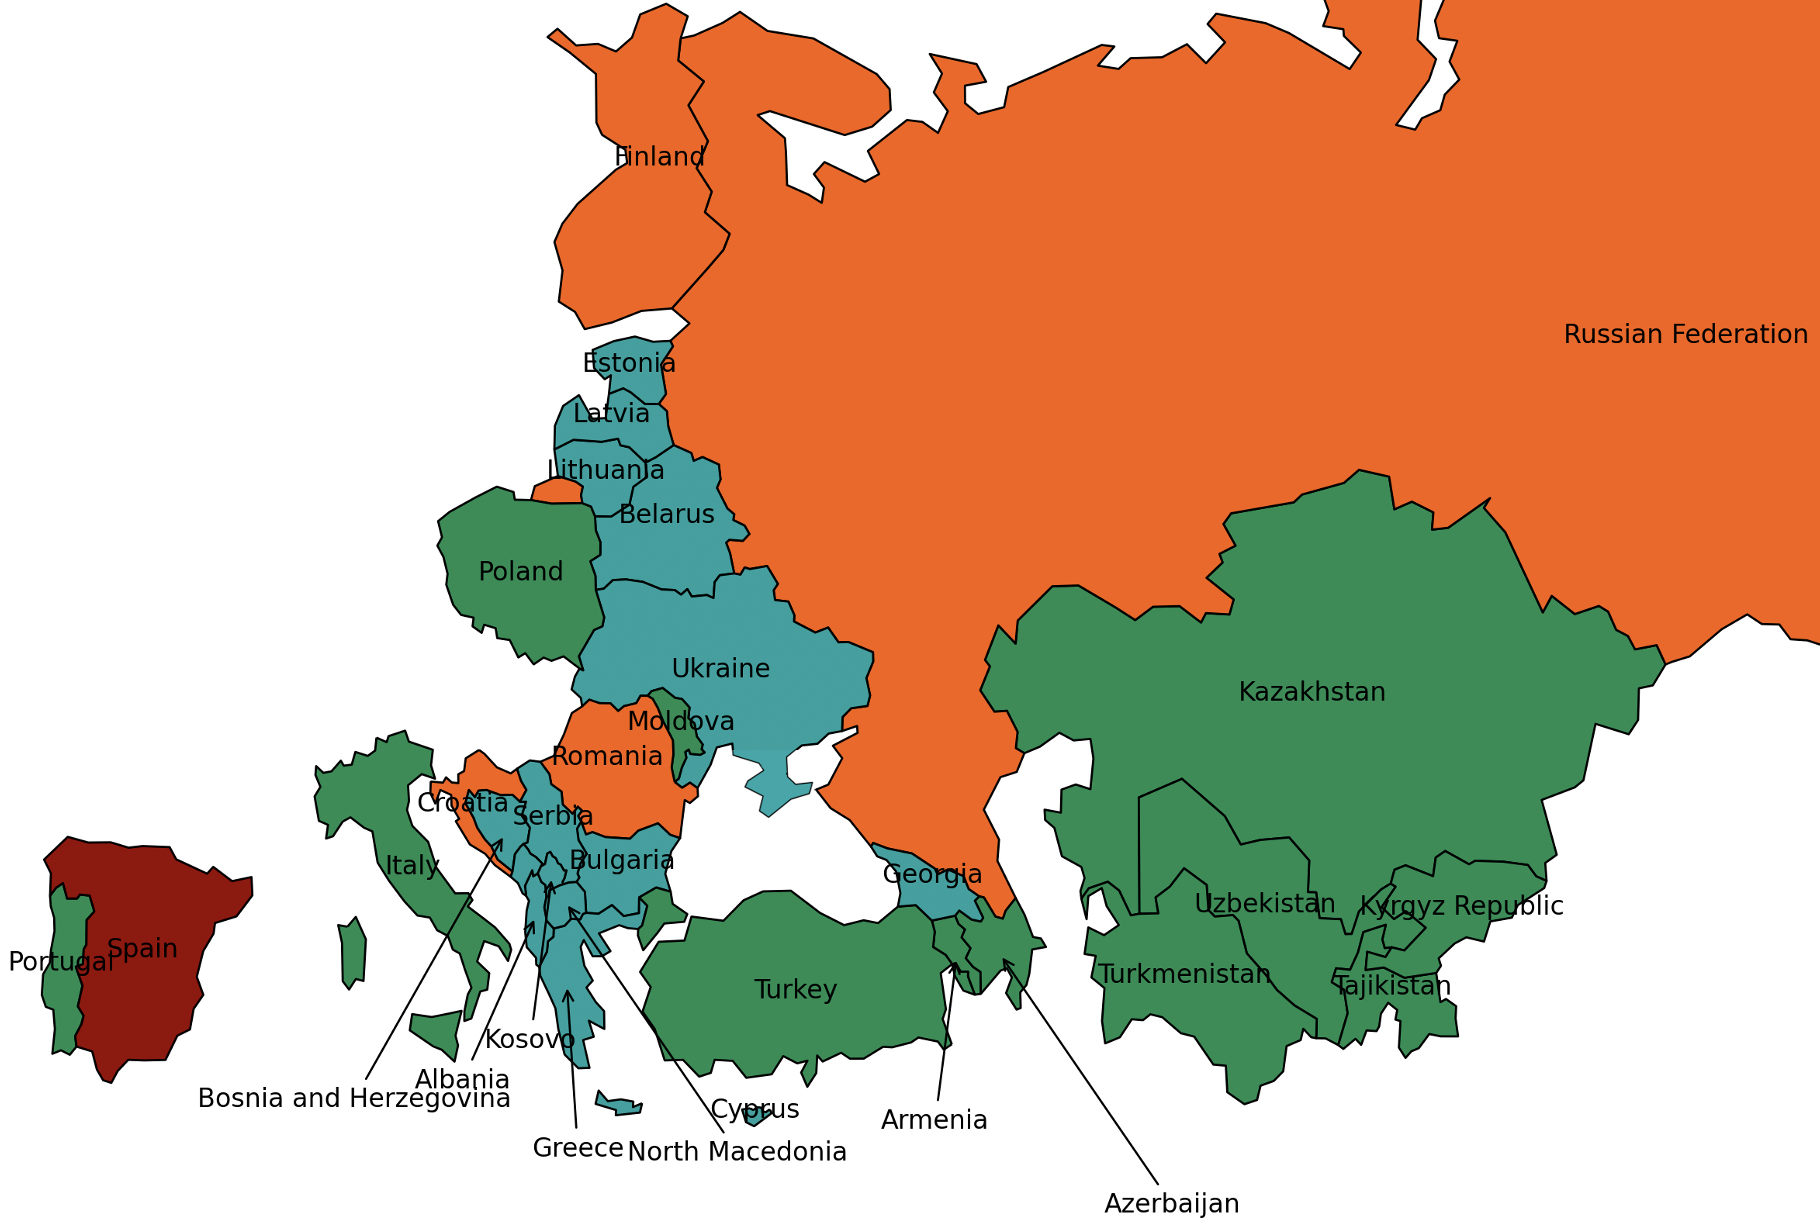 Finland
Russian Federation
Estonia
Latvia
Lithuania
Belarus
Poland
Ukraine
Kazakhstan
Moldova
Romania
Croatia
Serbia
Bulgaria
Italy
Georgia
Uzbekistan
Kyrgyz Republic
Spain
Portugal
Turkmenistan
Tajikistan
Turkey
Kosovo
Albania
Bosnia and Herzegovina
Cyprus
Armenia
Greece
North Macedonia
Azerbaijan